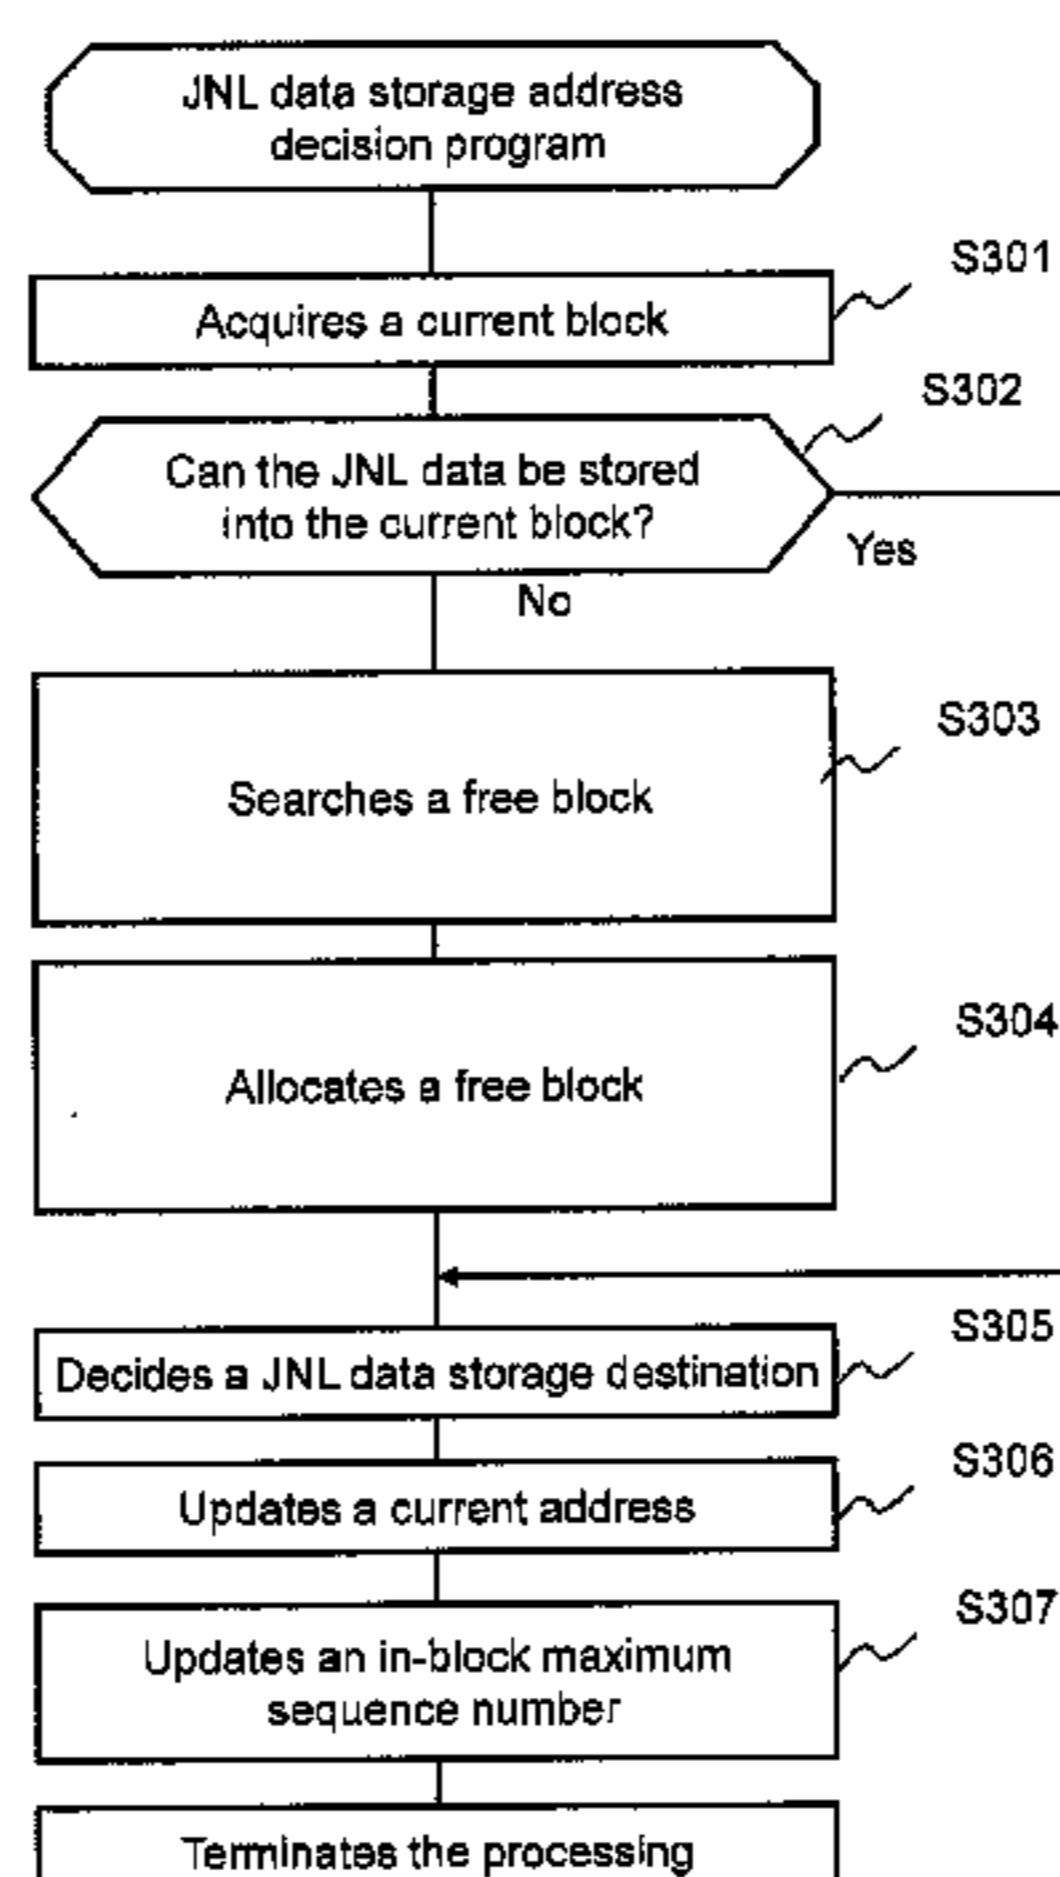 JNL data storage address
decision program
S301
Acquires a current block
S302
Can the JNL data be stored
into the current block?
Yes
No
S303
Searches a free block
S304
Allocates a free block
S305
Decides a JNL data storage destination
S306
Updates a current address
S307
Updates an in-block maximum
sequence number
Terminates the processing